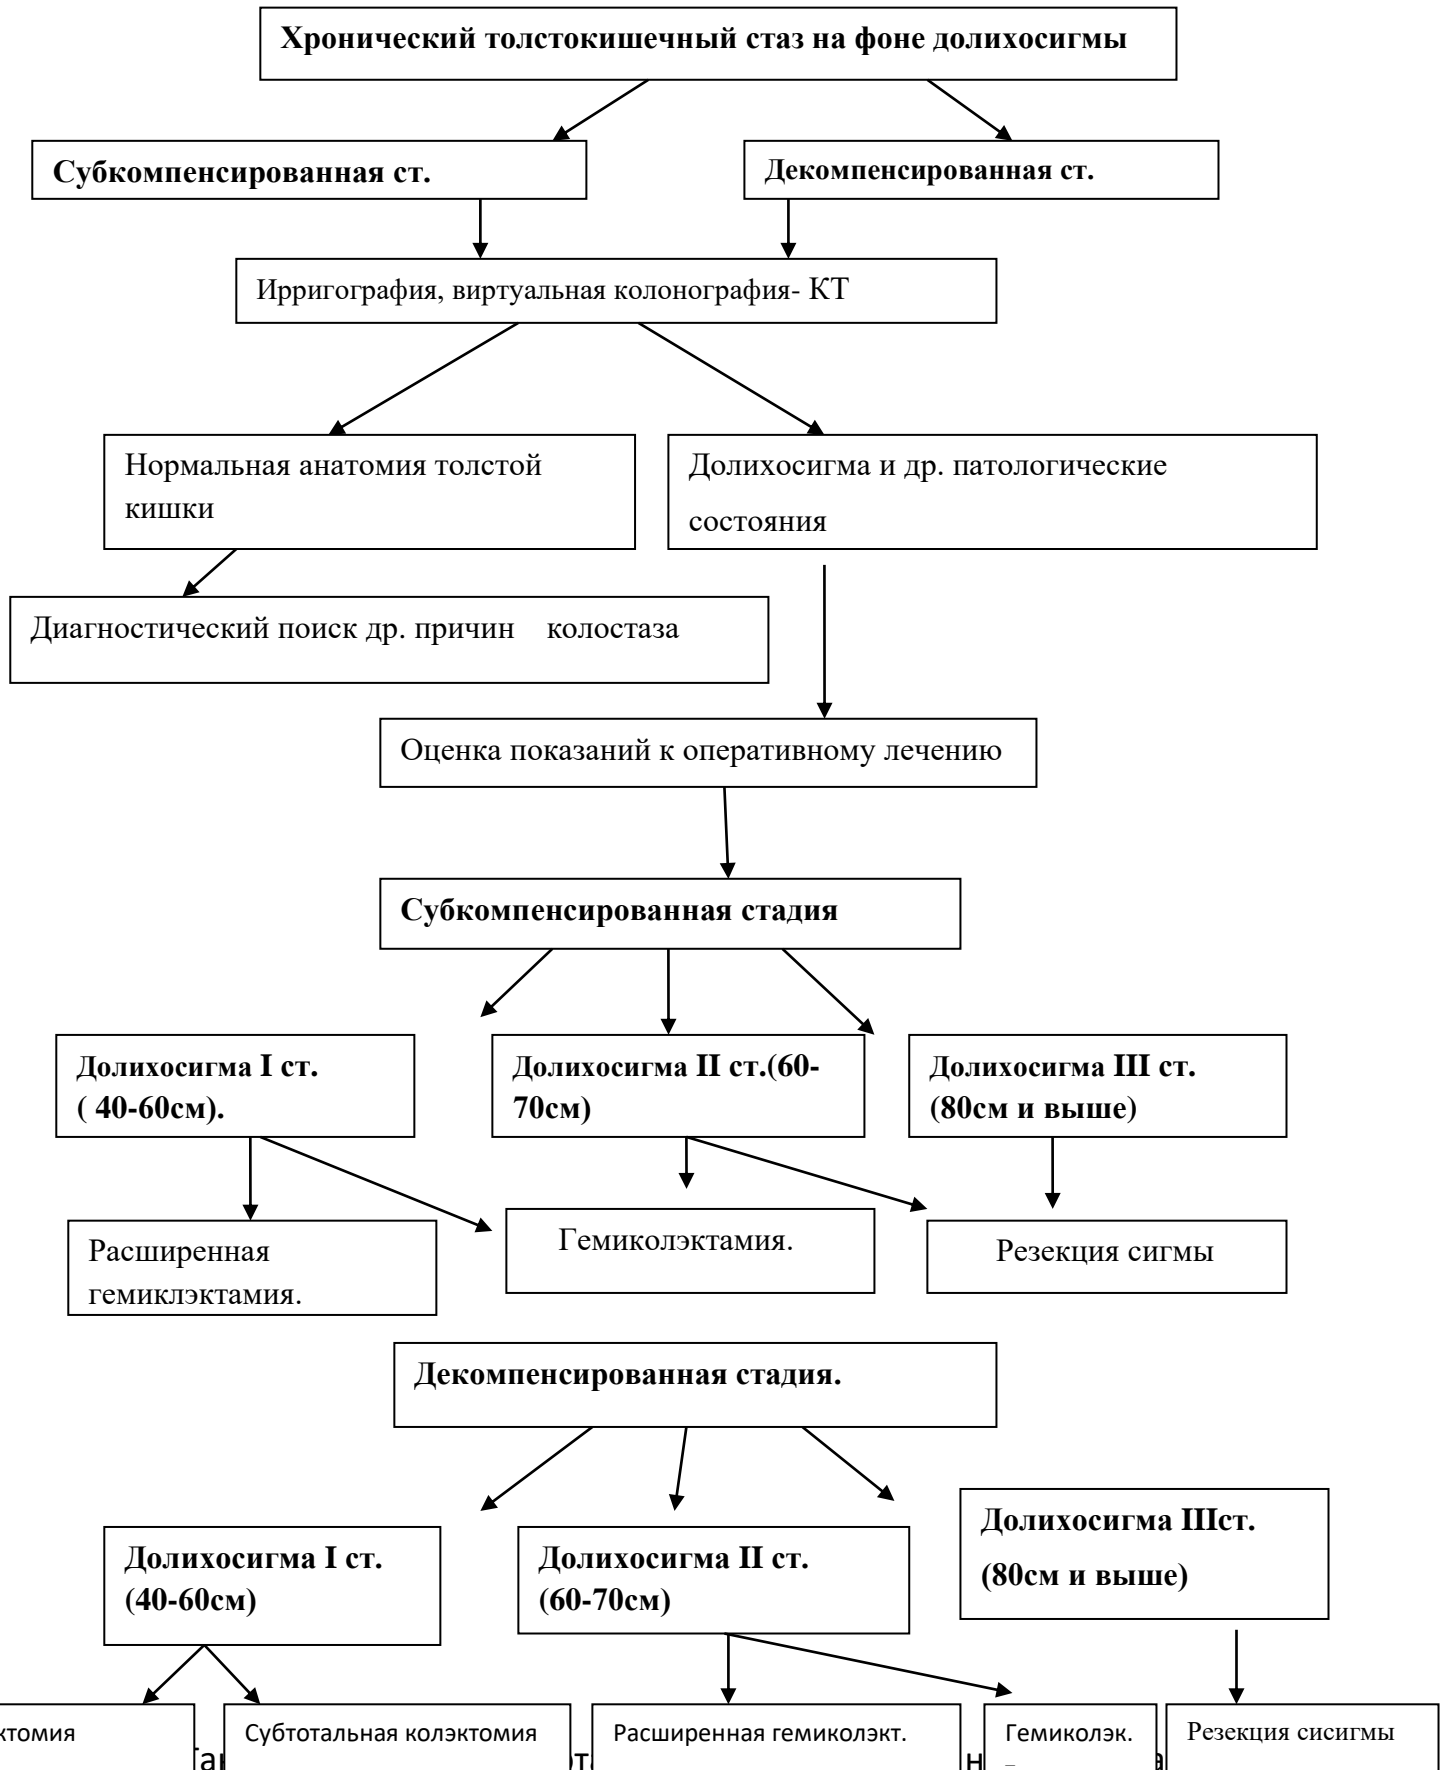 Хронический толстокишечный стаз на фоне долихосигмы
Субкомпенсированная ст.
Декомпенсированная ст.
Ирригография, виртуальная колонография- КТ
Нормальная анатомия толстой
кишки
Долихосигма и др. патологические
состояния
Диагностический поиск др. причин колостаза
Оценка показаний к оперативному лечению
Субкомпенсированная стадия
Долихосигма I ст.
( 40-60см).
Долихосигма II ст.(60-
70см)
Долихосигма III ст.
(80см и выше)
Расширенная
гемиклэктамия.
Гемиколэктамия.
Резекция сигмы
Декомпенсированная стадия.
Долихосигма I ст.
(40-60см)
Долихосигма II ст.
(60-70см)
Долихосигма IIIст.
(80см и выше)
ктомия
Субтотальная колэктомия
Расширенная гемиколэкт.
Гемиколэк.
Резекция сисигмы